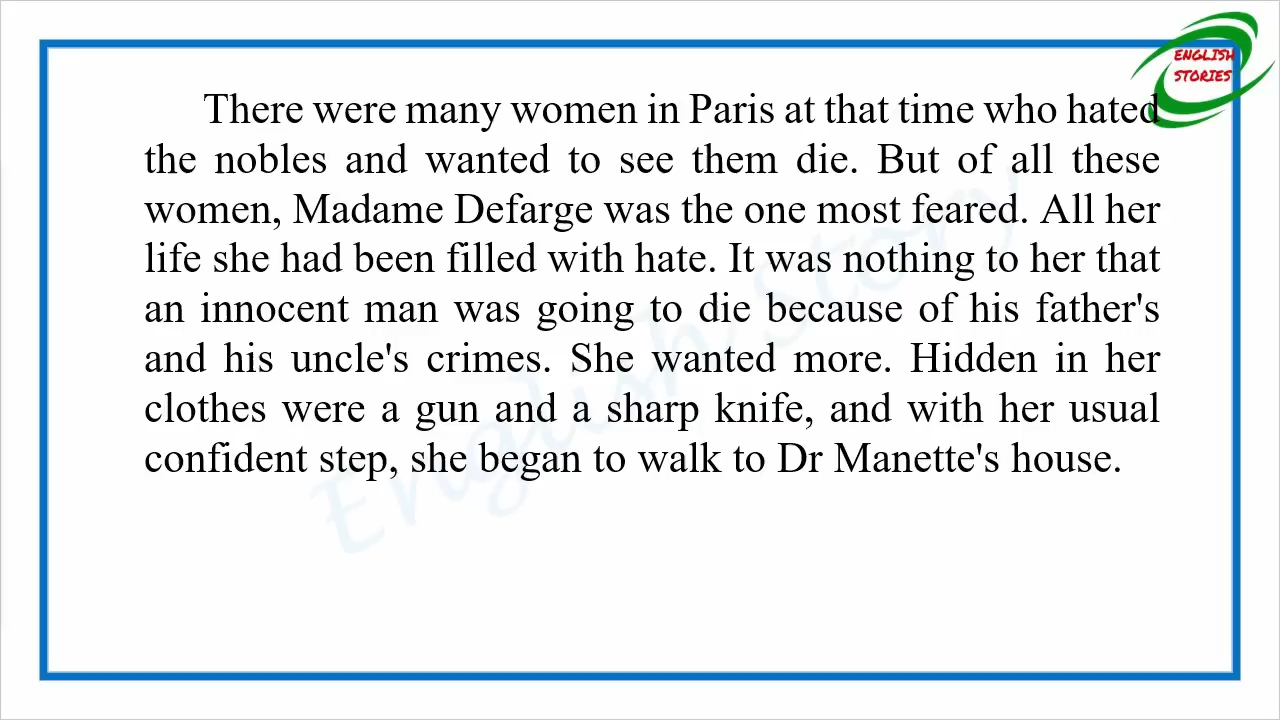 ENGLISH
STORIES
There were many women in Paris at that time who hated
the nobles and wanted to see them die. But of all these
women, Madame Defarge was the one most feared. All her
life she had been filled with hate. It was nothing to her that
an innocent man was going to die because of his father's
and his uncle's crimes. She wanted more. Hidden in her
clothes were a gun and a sharp knife, and with her usual
confident step, she began to walk to Dr Manette's house.
English Story